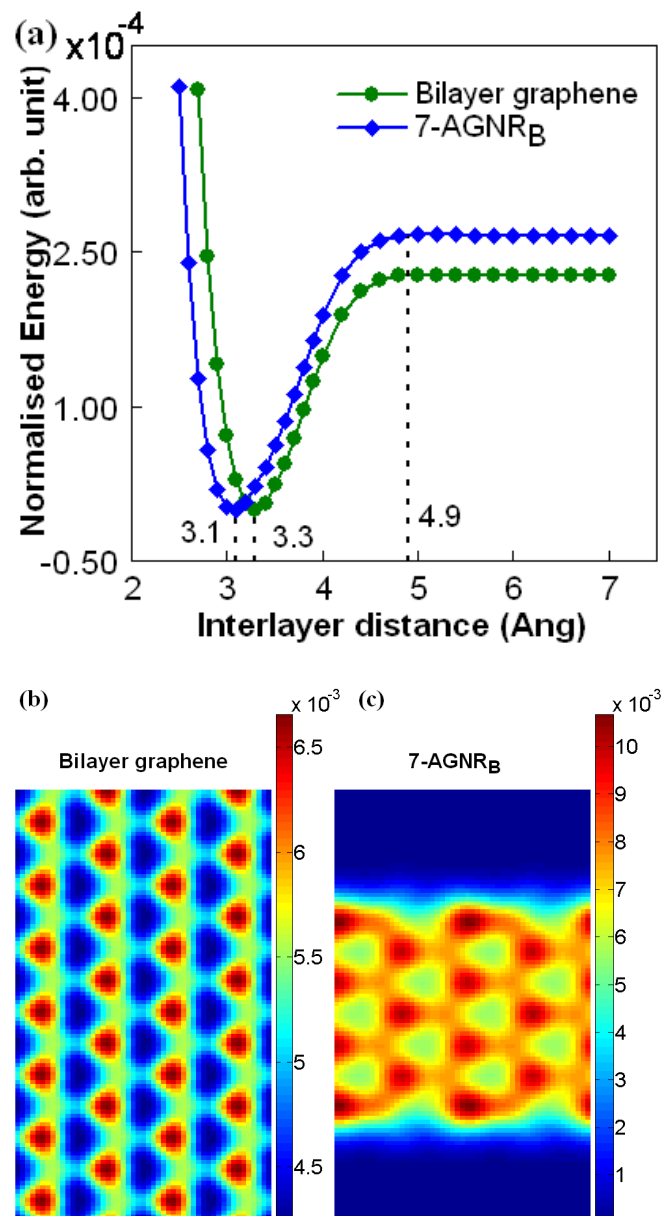 (a)
x10-4
Normalised Energy (arb. unit)
4.00
2.50
1.00
-0.50
Bilayer graphene
7-AGNRB
3.1
3.3
4.9
2 3 4 5 6 7
Interlayer distance (Ang)
(b)
Bilayer graphene
x 10-3
6.5
6
5.5
5
4.5
(c)
7-AGNRB
x 10-3
10
9
8
7
6
5
4
3
2
1